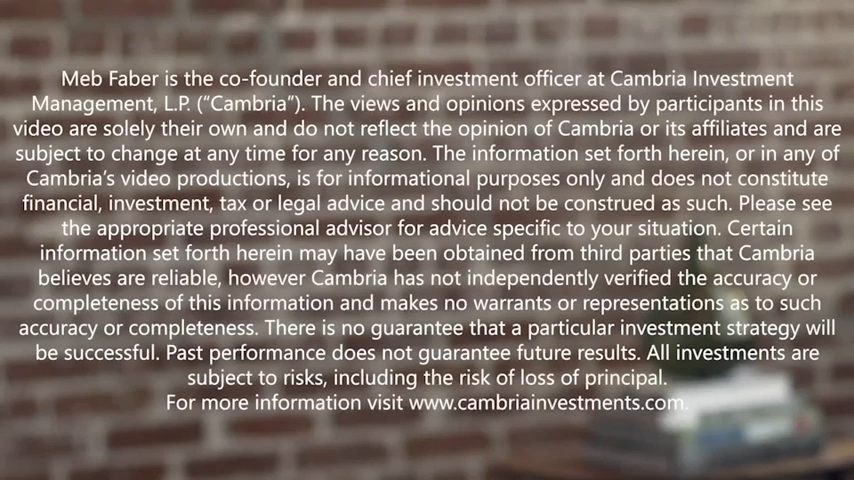 Meb Faber is the co-founder and chief investment officer at Cambria Investment
Management, L.P. (“Cambria”). The views and opinions expressed by participants in this
video are solely their own and do not reflect the opinion of Cambria or its affiliates and are
subject to change at any time for any reason. The information set forth herein, or in any of
Cambria’s video productions, is for informational purposes only and does not constitute
financial, investment, tax or legal advice and should not be construed as such. Please see
the appropriate professional advisor for advice specific to your situation. Certain
information set forth herein may have been obtained from third parties that Cambria
believes are reliable, however Cambria has not independently verified the accuracy or
completeness of this information and makes no warrants or representations as to such
accuracy or completeness. There is no guarantee that a particular investment strategy will
be successful. Past performance does not guarantee future results. All investments are
subject to risks, including the risk of loss of principal.
For more information visit www.cambriainvestments.com.